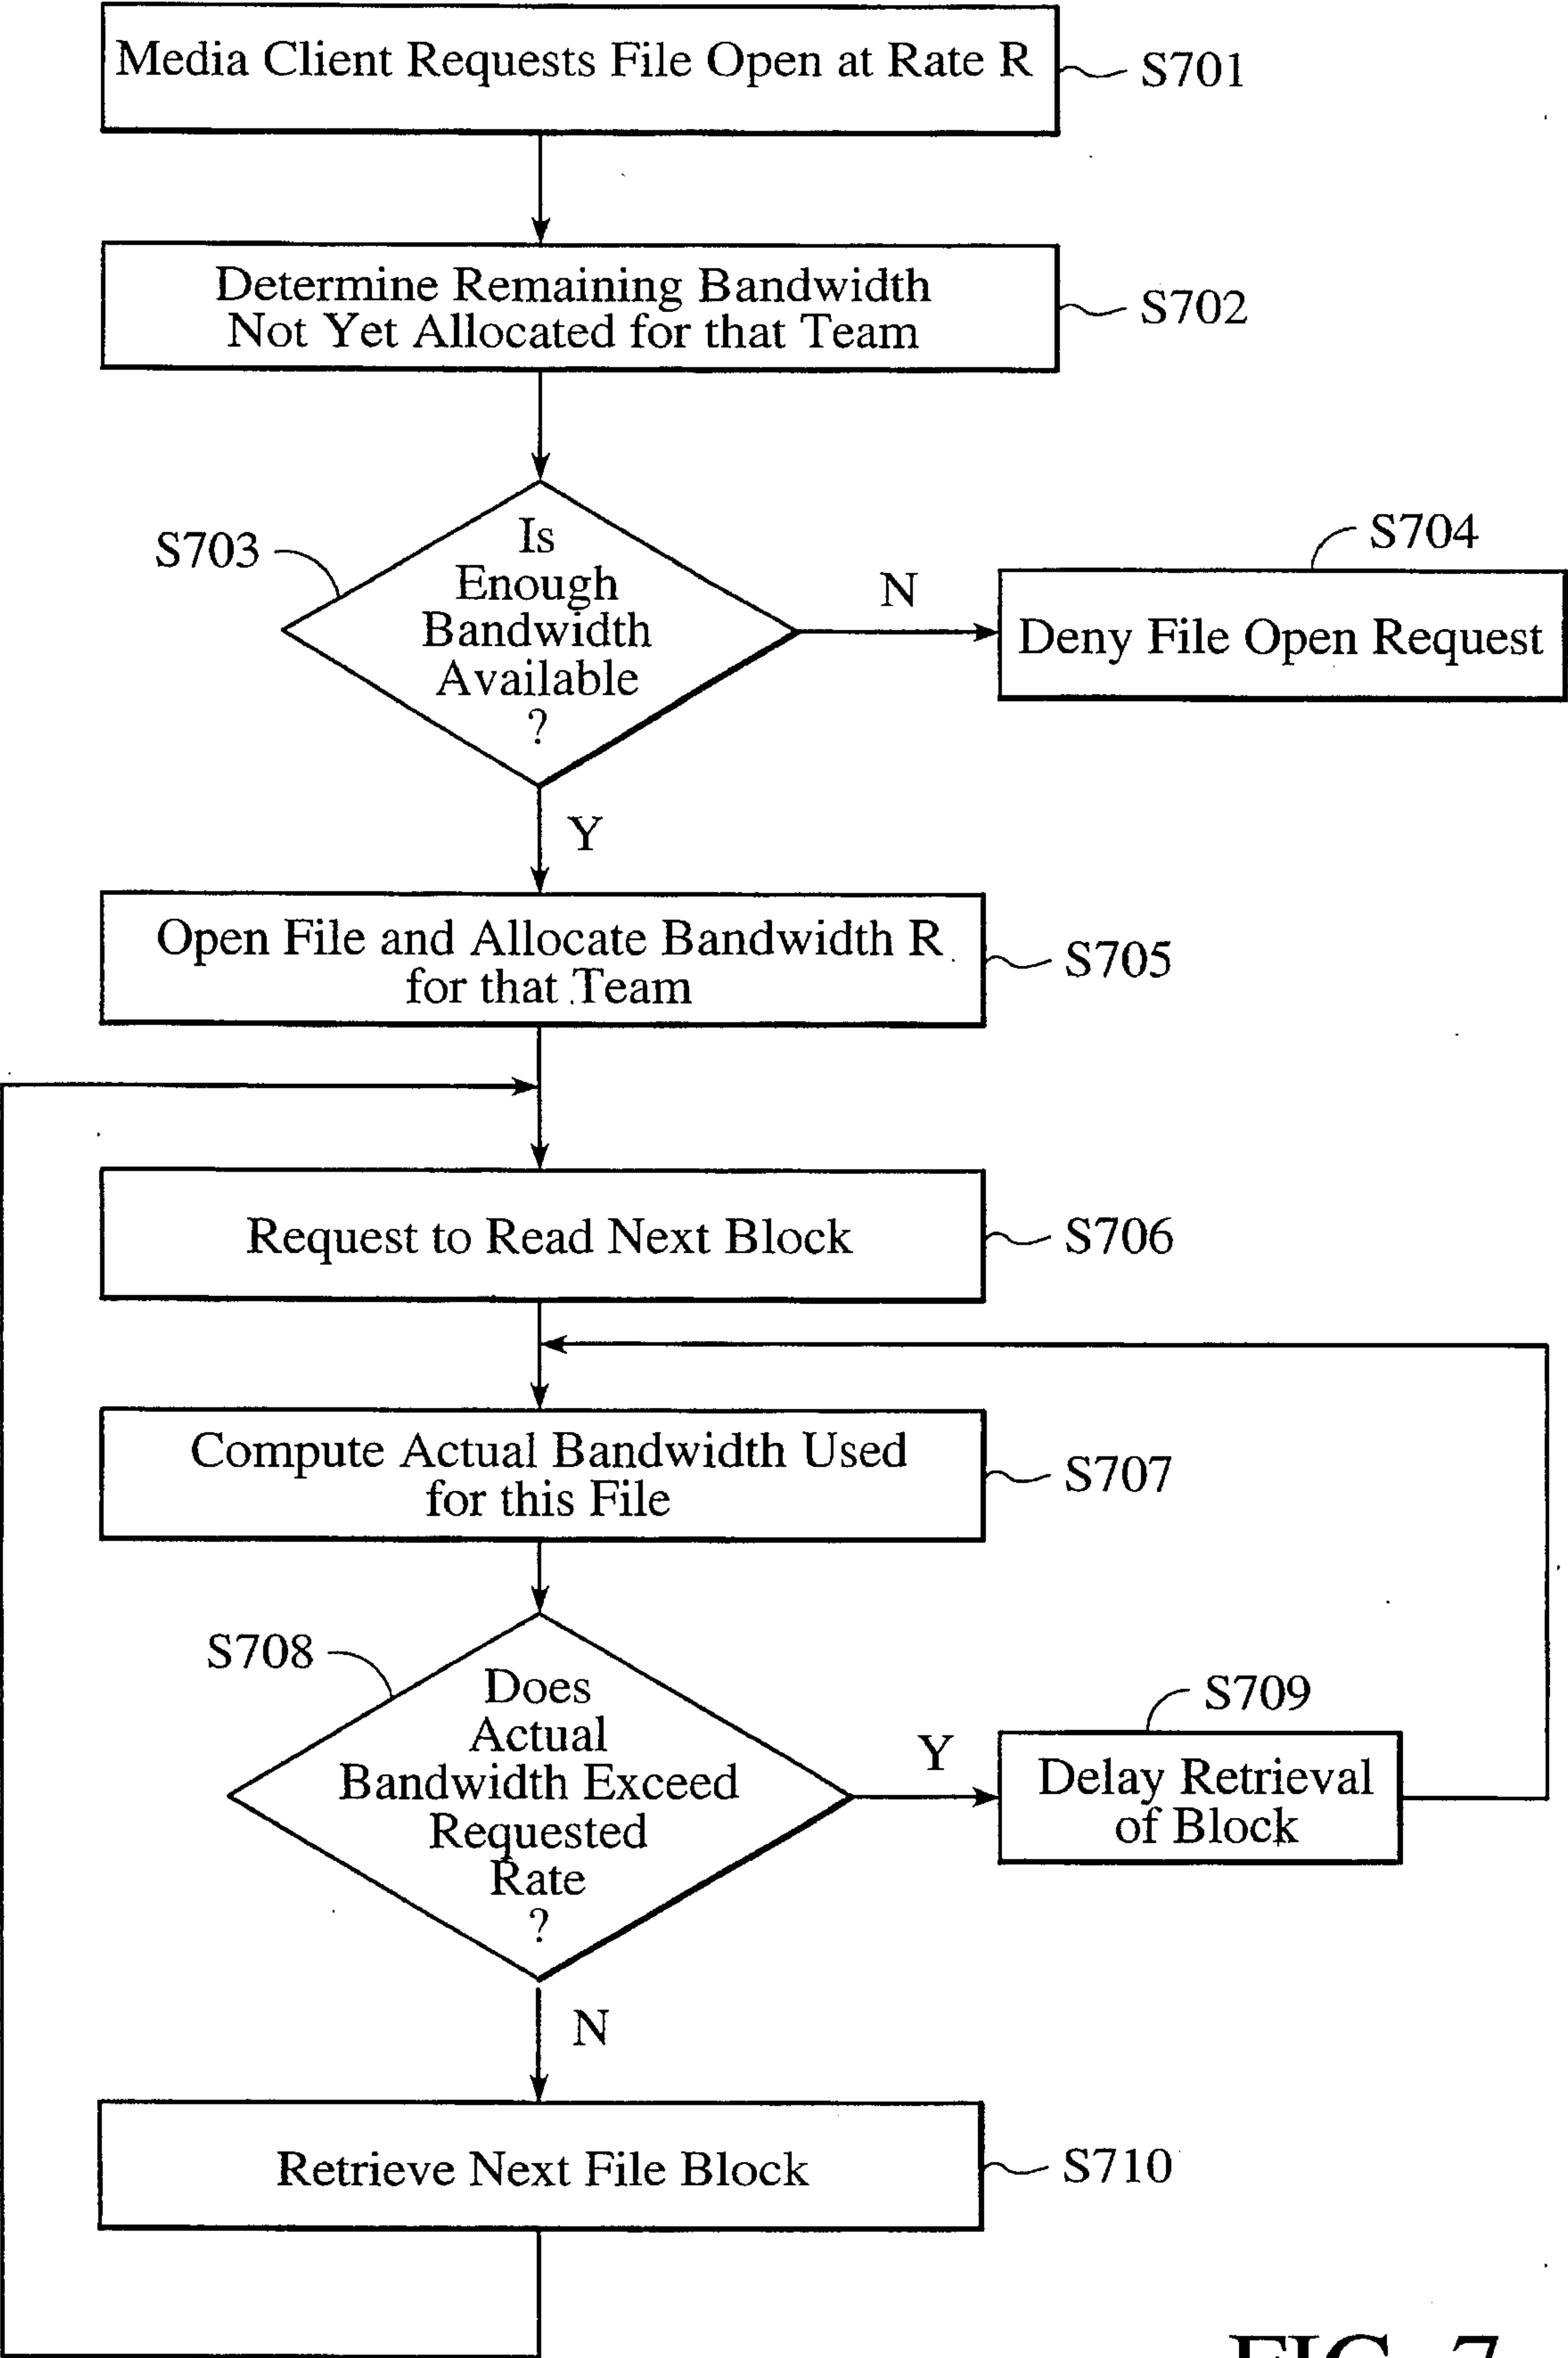 Media Client Requests File Open at Rate R
S701
Determine Remaining Bandwidth
Not Yet Allocated for that Team
S702
S703
Is
Enough
Bandwidth
Available
?
N
S704
Deny File Open Request
Y
Open File and Allocate Bandwidth R
for that Team
S705
Request to Read Next Block
S706
Compute Actual Bandwidth Used
for this File
S707
S708
Does
Actual
Bandwidth Exceed
Requested
Rate
?
Y
S709
Delay Retrieval
of Block
N
Retrieve Next File Block
S710
FIG. 7